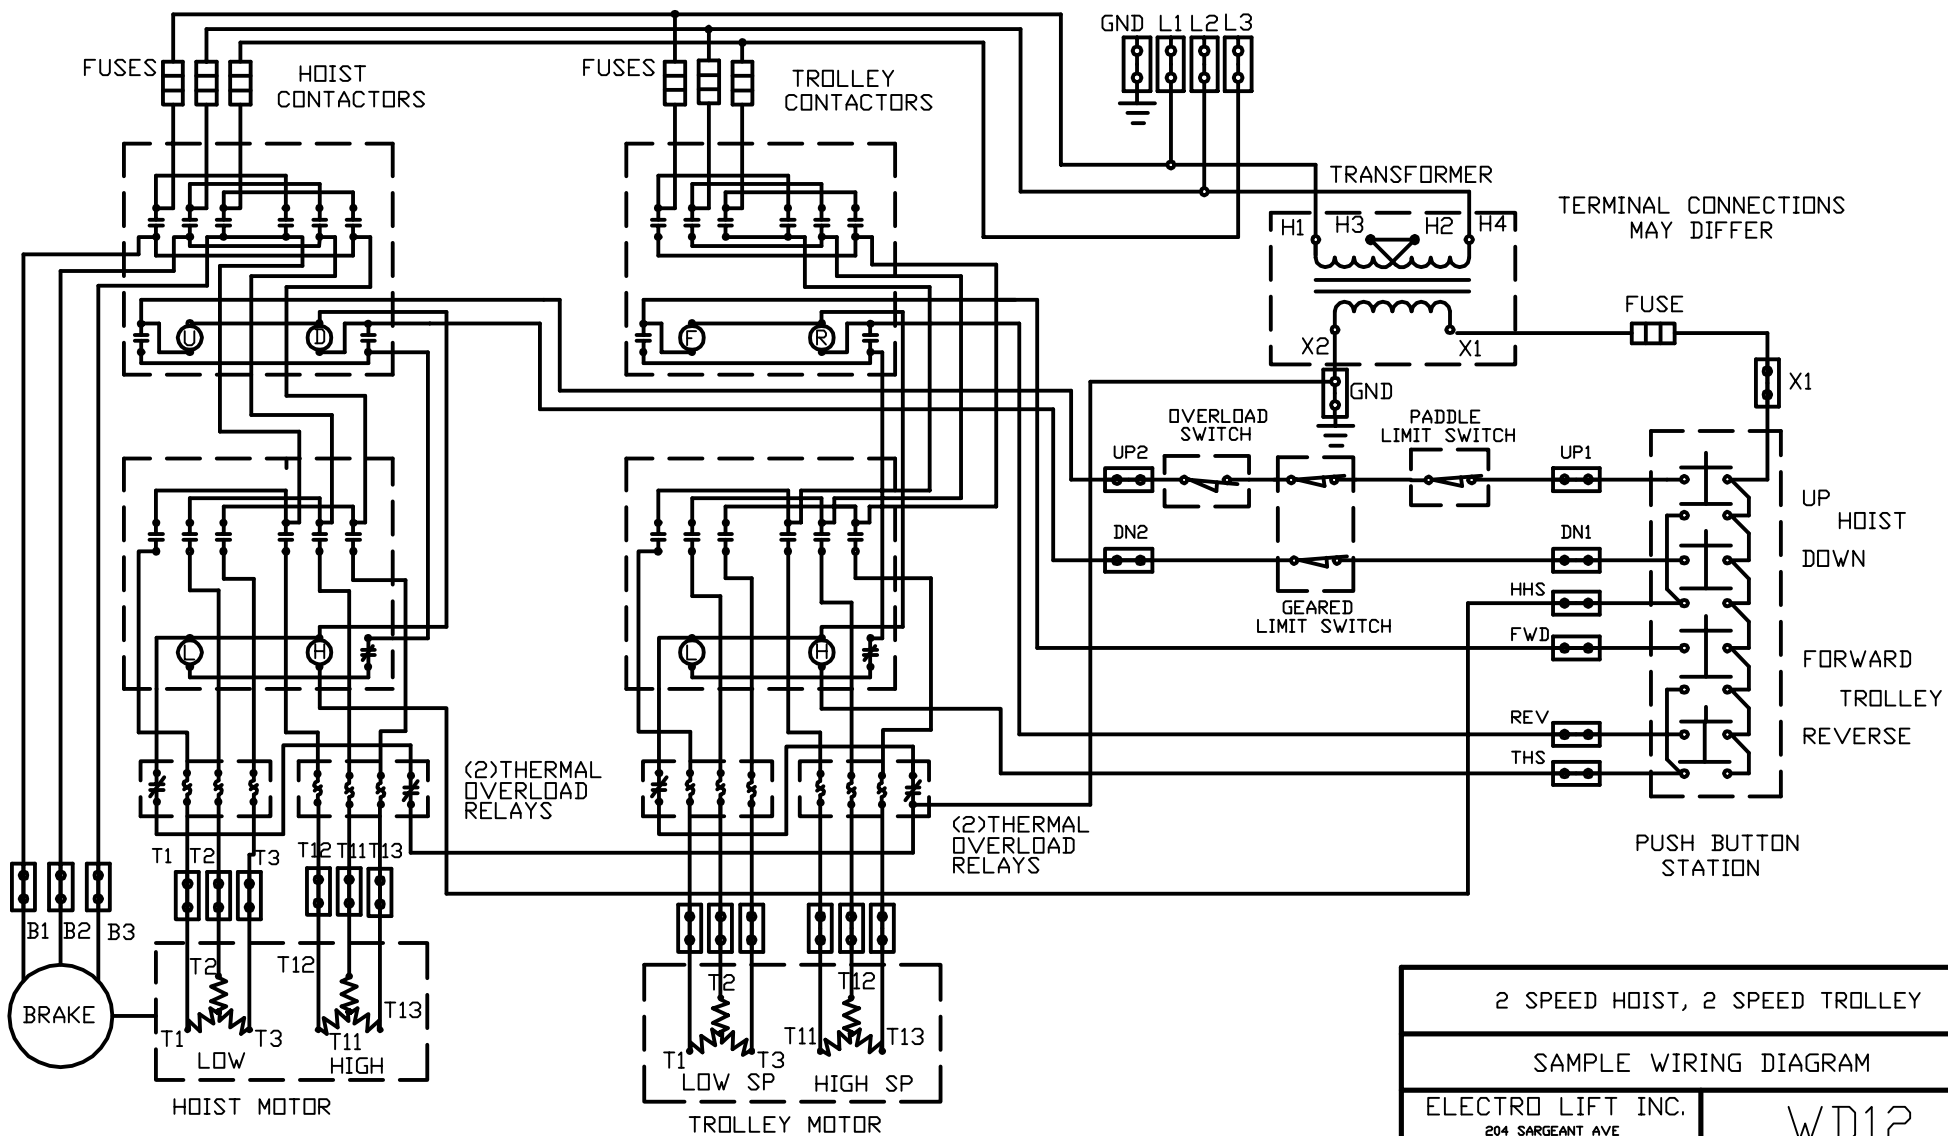 GND L1 L2 L3
FUSES
HOIST
CONTACTORS
FUSES
TROLLEY
CONTACTORS
TRANSFORMER
TERMINAL CONNECTIONS
MAY DIFFER
H1 H3 H2 H4
FUSE
X2 X1
X1
GND
U D
F R
OVERLOAD
SWITCH
PADDLE
LIMIT SWITCH
UP2
UP1
UP
HOIST
DN2
DN1
DOWN
HHS
GEARED
LIMIT SWITCH
FWD
FORWARD
TROLLEY
REV
REVERSE
THS
L H
L H
(2)THERMAL
OVERLOAD
RELAYS
(2)THERMAL
OVERLOAD
RELAYS
PUSH BUTTON
STATION
T1 T2 T3 T12 T11 T13
B1 B2 B3
BRAKE
T2 T12
T1 T3 T11 T13
LOW HIGH
HOIST MOTOR
T2 T12
T1 T3 T11 T13
LOW SP HIGH SP
TROLLEY MOTOR
2 SPEED HOIST, 2 SPEED TROLLEY
SAMPLE WIRING DIAGRAM
ELECTRO LIFT INC.
204 SARGEANT AVE
WD12